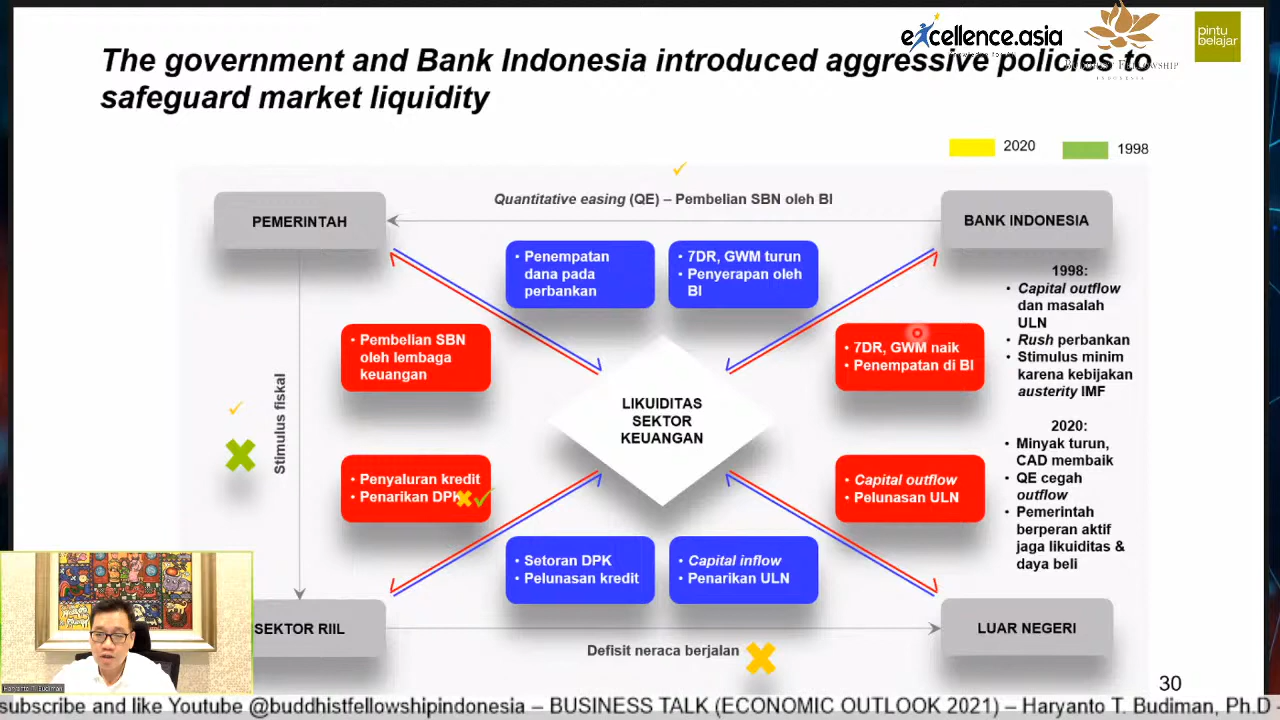 excellence.asia
pintu
belajar
The government and Bank Indonesia introduced aggressive policies to
safeguard market liquidity
2020
1998
Quantitative easing (QE) – Pembelian SBN oleh BI
PEMERINTAH
BANK INDONESIA
• Penempatan
dana pada
perbankan
• 7DR, GWM turun
• Penyerapan oleh
BI
1998:
• Capital outflow
dan masalah
ULN
• Rush perbankan
• Stimulus minim
karena kebijakan
austerity IMF
• Pembelian SBN
oleh lembaga
keuangan
• 7DR, GWM naik
• Penempatan di BI
Stimulus fiskal
LIKUIDITAS
SEKTOR
KEUANGAN
2020:
• Minyak turun,
CAD membaik
• QE cegah
outflow
• Pemerintah
berperan aktif
jaga likuiditas &
daya beli
• Penyaluran kredit
• Penarikan DPK
• Capital outflow
• Pelunasan ULN
• Setoran DPK
• Pelunasan kredit
• Capital inflow
• Penarikan ULN
SEKTOR RIIL
LUAR NEGERI
Defisit neraca berjalan
30
Haryanto T. Budiman
subscribe and like Youtube @buddhistfellowshipindonesia – BUSINESS TALK (ECONOMIC OUTLOOK 2021) – Haryanto T. Budiman, Ph.D -